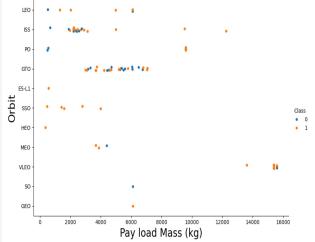 LEO
ISS
PO
GTO
ES-L1
SSO
HEO
MEO
VLEO
SO
GEO
Orbit
0 2000 4000 6000 8000 10000 12000 14000 16000
Pay load Mass (kg)
Class
0
1